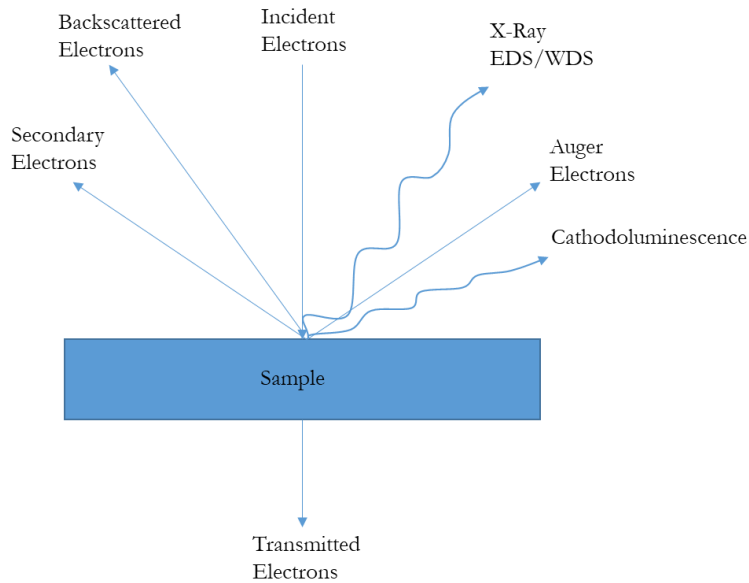 Backscattered
Electrons
Incident
Electrons
X-Ray
EDS/WDS
Secondary
Electrons
Auger
Electrons
Cathodoluminescence
Sample
Transmitted
Electrons